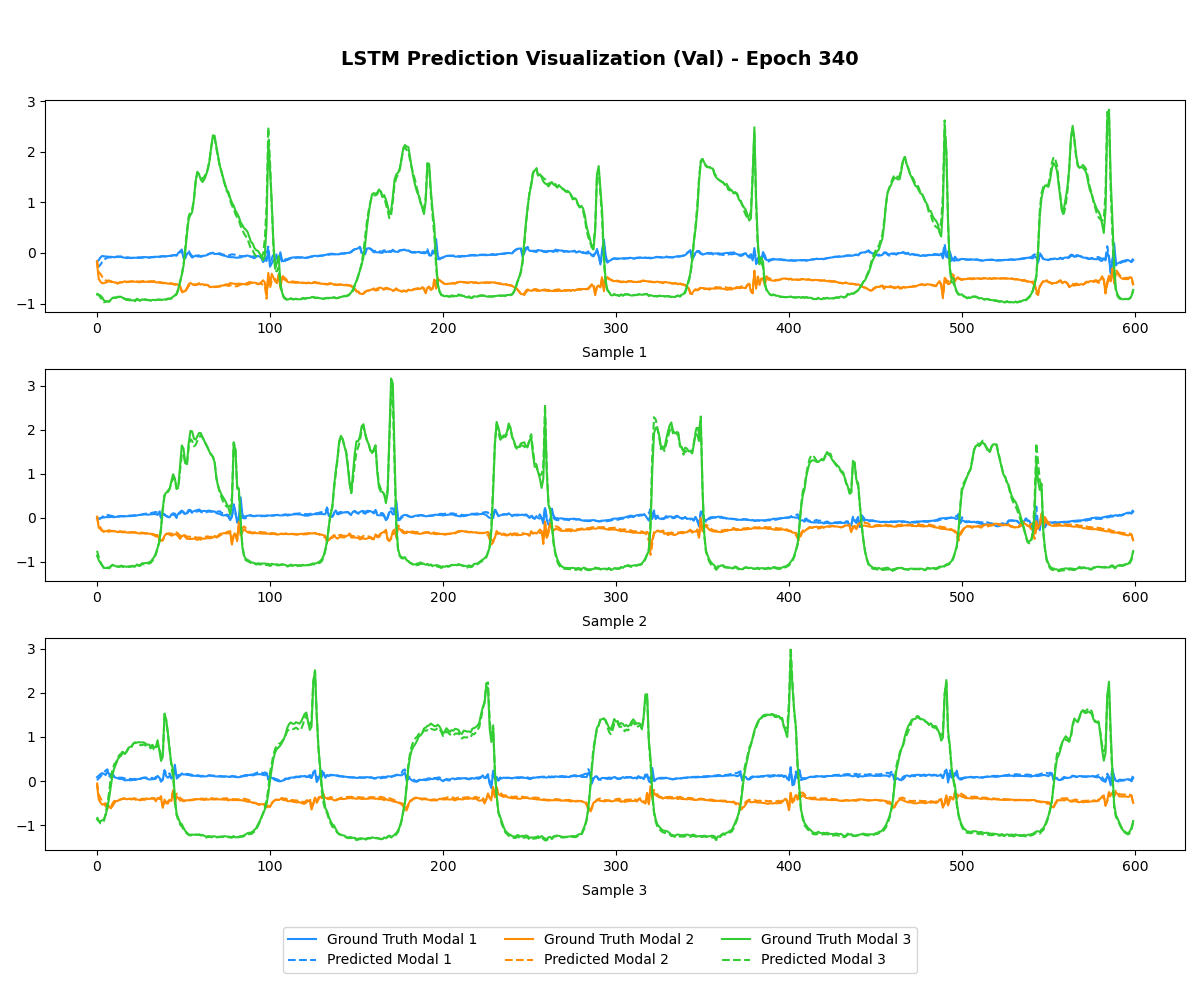 LSTM Prediction Visualization (Val) - Epoch 340
3
2
1
0
−1
0 100 200 300 400 500 600
Sample 1
3
2
1
0
−1
0 100 200 300 400 500 600
Sample 2
3
2
1
0
−1
0 100 200 300 400 500 600
Sample 3
Ground Truth Modal 1 Ground Truth Modal 2 Ground Truth Modal 3
Predicted Modal 1 Predicted Modal 2 Predicted Modal 3